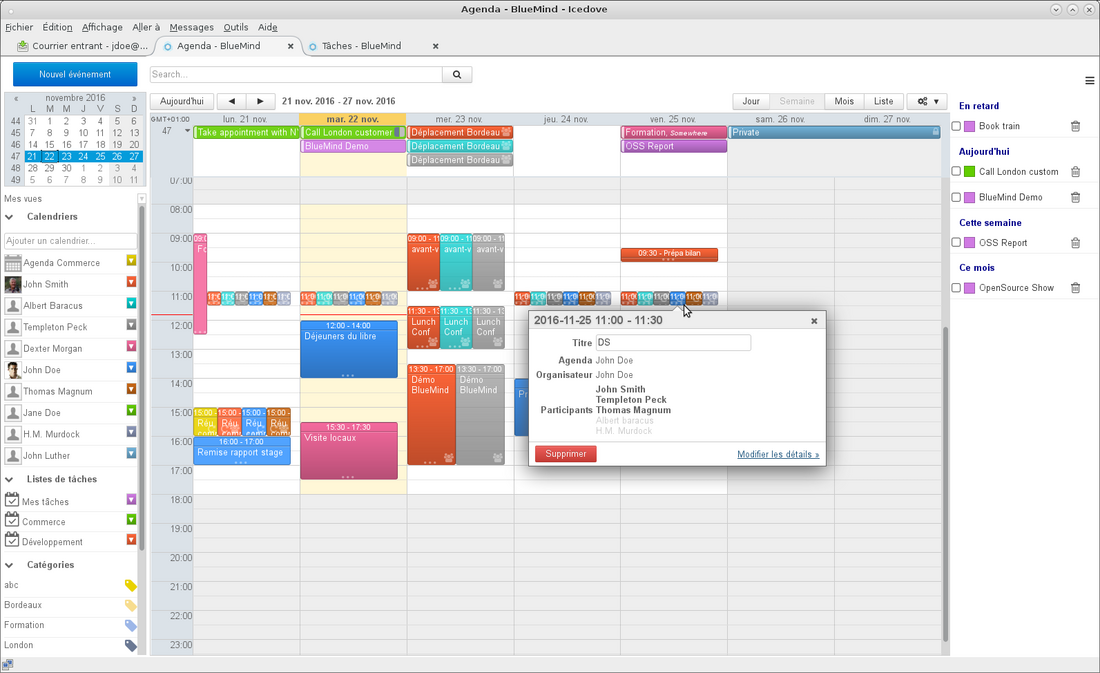 Agenda - BlueMind - Icedove
Fichier Édition Affichage Aller à Messages Outils Aide
Courrier entrant - jdoe@...
Agenda - BlueMind
Tâches - BlueMind
Nouvel événement
Search...
« novembre 2016 »
L M M J V S D
44 31 1 2 3 4 5 6
45 7 8 9 10 11 12 13
46 14 15 16 17 18 19 20
47 21 22 23 24 25 26 27
48 28 29 30 1 2 3 4
49 5 6 7 8 9 10 11
Mes vues
Calendriers
Ajouter un calendrier...
Agenda Commerce
John Smith
Albert Baracus
Templeton Peck
Dexter Morgan
John Doe
Thomas Magnum
Jane Doe
H.M. Murdock
John Luther
Listes de tâches
Mes tâches
Commerce
Développement
Catégories
abc
Bordeaux
Formation
London
Aujourd'hui
21 nov. 2016 - 27 nov. 2016
Jour Semaine Mois Liste
GMT+01:00 lun. 21 nov. mar. 22 nov. mer. 23 nov. jeu. 24 nov. ven. 25 nov. sam. 26 nov. dim. 27 nov.
47
Take appointment with N'
Call London customer
BlueMind Demo
Déplacement Bordeau
Déplacement Bordeau
Déplacement Bordeau
Formation, Somewhere
OSS Report
Private
07:00
08:00
09:00
10:00
11:00
12:00
13:00
14:00
15:00
16:00
17:00
18:00
19:00
20:00
21:00
22:00
23:00
15:00 -
Réu.
15:00 -
Réu.
15:00 -
Réu.
15:00 -
Réu.
16:00 - 17:00
Remise rapport stage
12:00 - 14:00
Déjeuners du libre
15:30 - 17:30
Visite locaux
09:00 - 11
avant-v
09:00 - 11
avant-v
09:00 - 11
avant-v
11:30 - 13
Lunch
Conf
11:30 - 13
Lunch
Conf
11:30 - 13
Lunch
Conf
13:30 - 17:00
Démo
BlueMind
13:30 - 17:00
Démo
BlueMind
Pr
09:30 - Prépa bilan
2016-11-25 11:00 - 11:30
Titre DS
Agenda John Doe
Organisateur John Doe
John Smith
Templeton Peck
Participants Thomas Magnum
Albert baracus
H.M. Murdock
Supprimer
Modifier les détails »
En retard
Book train
Aujourd'hui
Call London custom
BlueMind Demo
Cette semaine
OSS Report
Ce mois
OpenSource Show